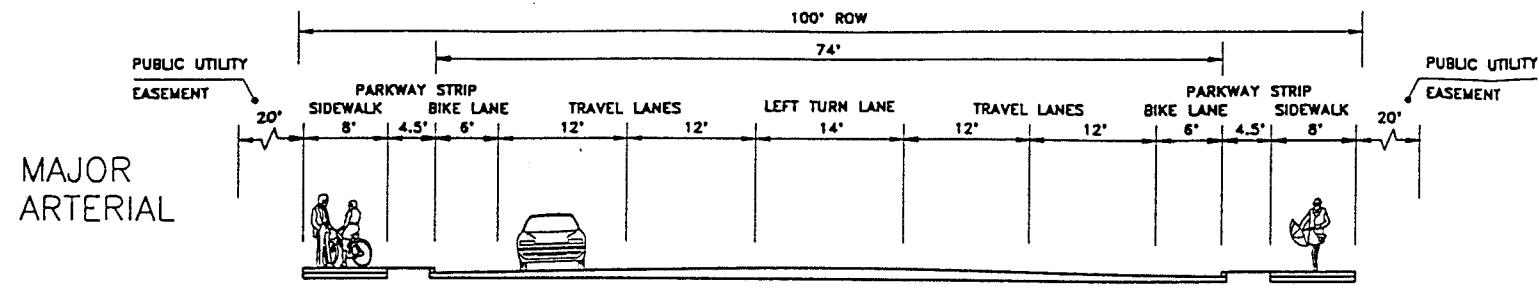 100' ROW
74'
PUBLIC UTILITY
EASEMENT
PUBLIC UTILITY
EASEMENT
PARKWAY STRIP
PARKWAY STRIP
SIDEWALK BIKE LANE TRAVEL LANES LEFT TURN LANE TRAVEL LANES BIKE LANE SIDEWALK
20' 8' 4.5' 6' 12' 12' 14' 12' 12' 6' 4.5' 8' 20'
MAJOR
ARTERIAL